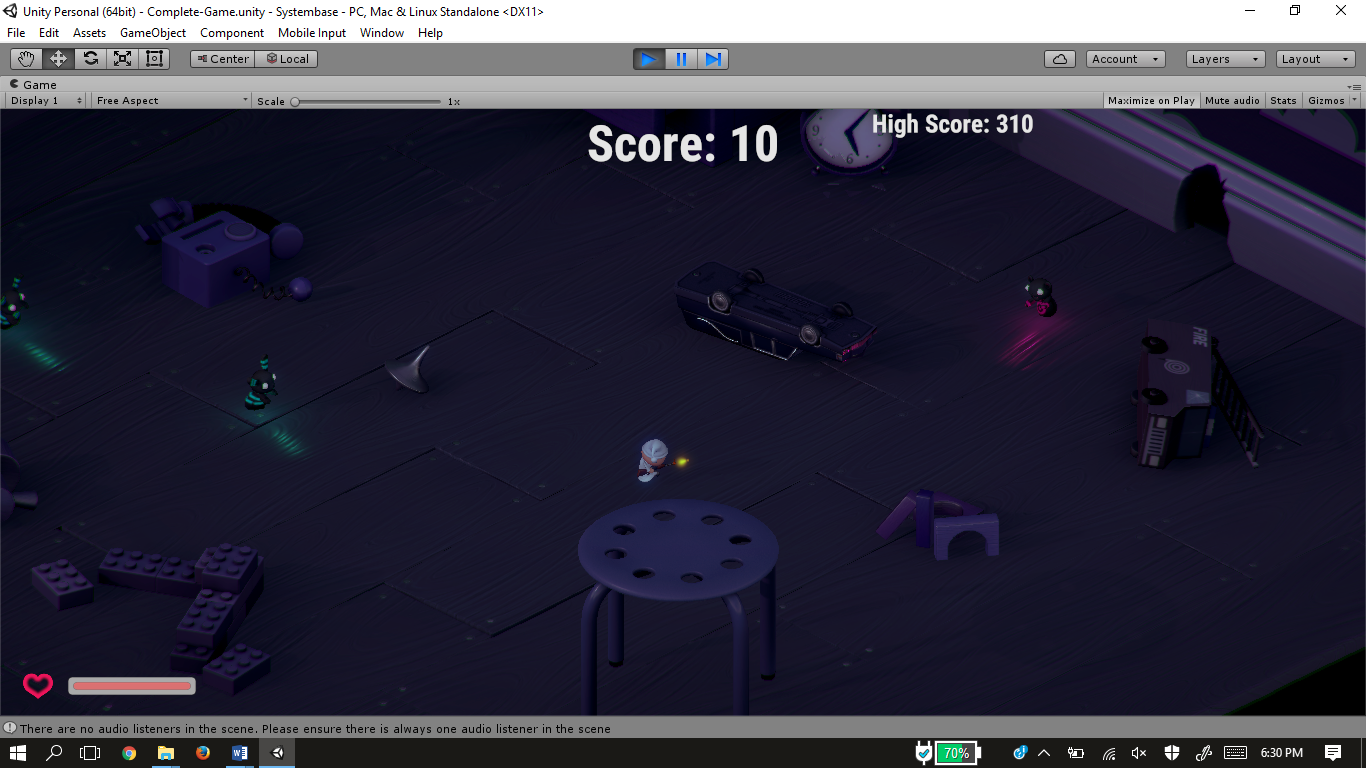 Unity Personal (64bit) - Complete-Game.unity - Systembase - PC, Mac & Linux Standalone <DX11>
File Edit Assets GameObject Component Mobile Input Window Help
Center Local Account Layers Layout
Game
Display 1 Free Aspect Scale 1x Maximize on Play Mute audio Stats Gizmos
Score: 10
High Score: 310
6
FIRE
There are no audio listeners in the scene. Please ensure there is always one audio listener in the scene
70% 6:30 PM